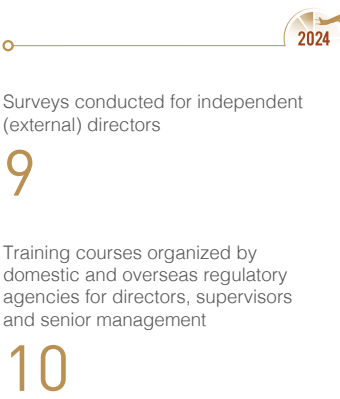 2024
Surveys conducted for independent
(external) directors
9
Training courses organized by
domestic and overseas regulatory
agencies for directors, supervisors
and senior management
10